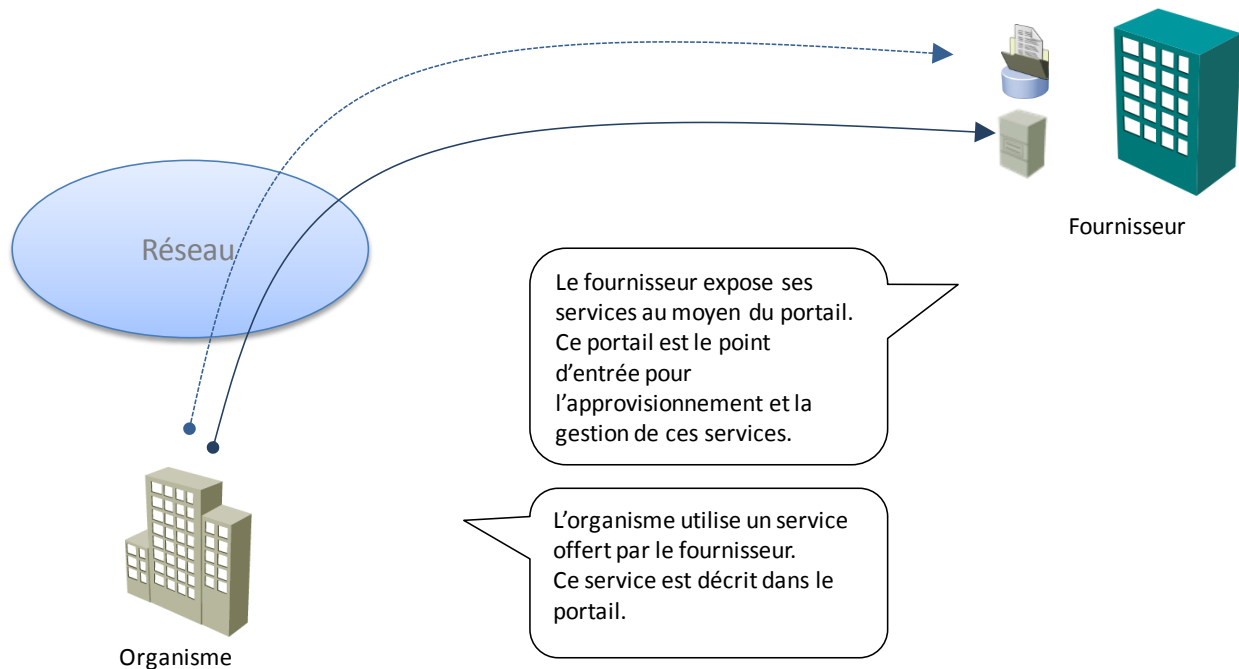 Réseau
Fournisseur
Le fournisseur expose ses
services au moyen du portail.
Ce portail est le point
d’entrée pour
l’approvisionnement et la
gestion de ces services.
L’organisme utilise un service
offert par le fournisseur.
Ce service est décrit dans le
portail.
Organisme